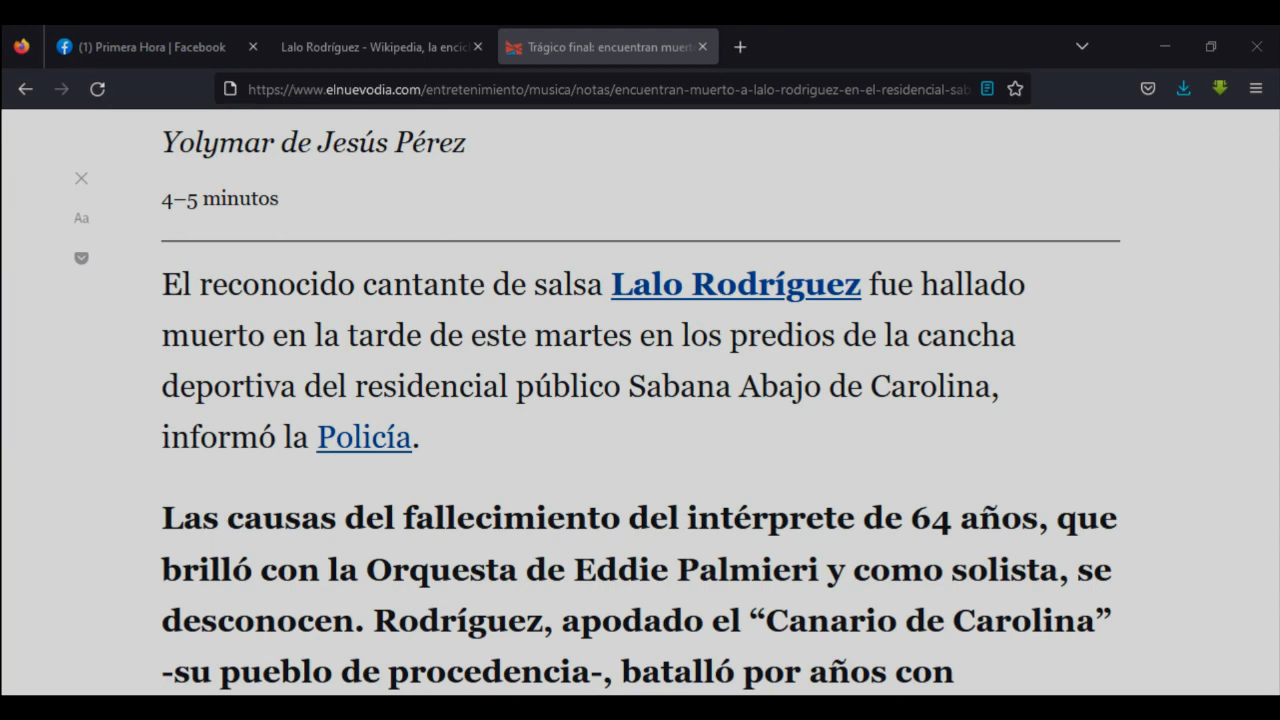 (1) Primera Hora | Facebook
Lalo Rodríguez - Wikipedia, la encic
Trágico final: encuentran muert
https://www.elnuevodia.com/entretenimiento/musica/notas/encuentran-muerto-a-lalo-rodriguez-en-el-residencial-sab
Yolymar de Jesús Pérez
4–5 minutos
Aa
El reconocido cantante de salsa Lalo Rodríguez fue hallado
muerto en la tarde de este martes en los predios de la cancha
deportiva del residencial público Sabana Abajo de Carolina,
informó la Policía.
Las causas del fallecimiento del intérprete de 64 años, que
brilló con la Orquesta de Eddie Palmieri y como solista, se
desconocen. Rodríguez, apodado el “Canario de Carolina”
-su pueblo de procedencia-, batalló por años con